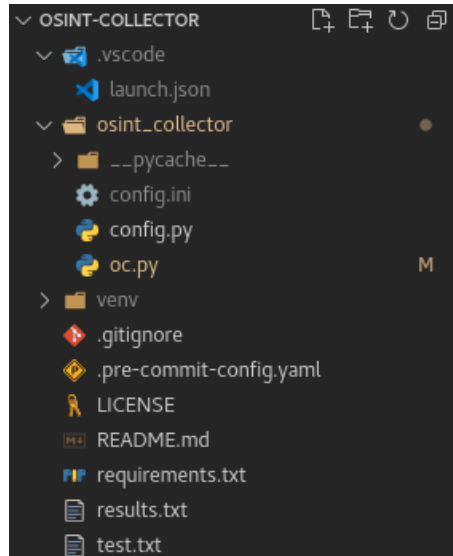 OSINT-COLLECTOR
.vscode
launch.json
osint_collector
__pycache__
config.ini
config.py
oc.py M
venv
.gitignore
.pre-commit-config.yaml
LICENSE
README.md
requirements.txt
results.txt
test.txt